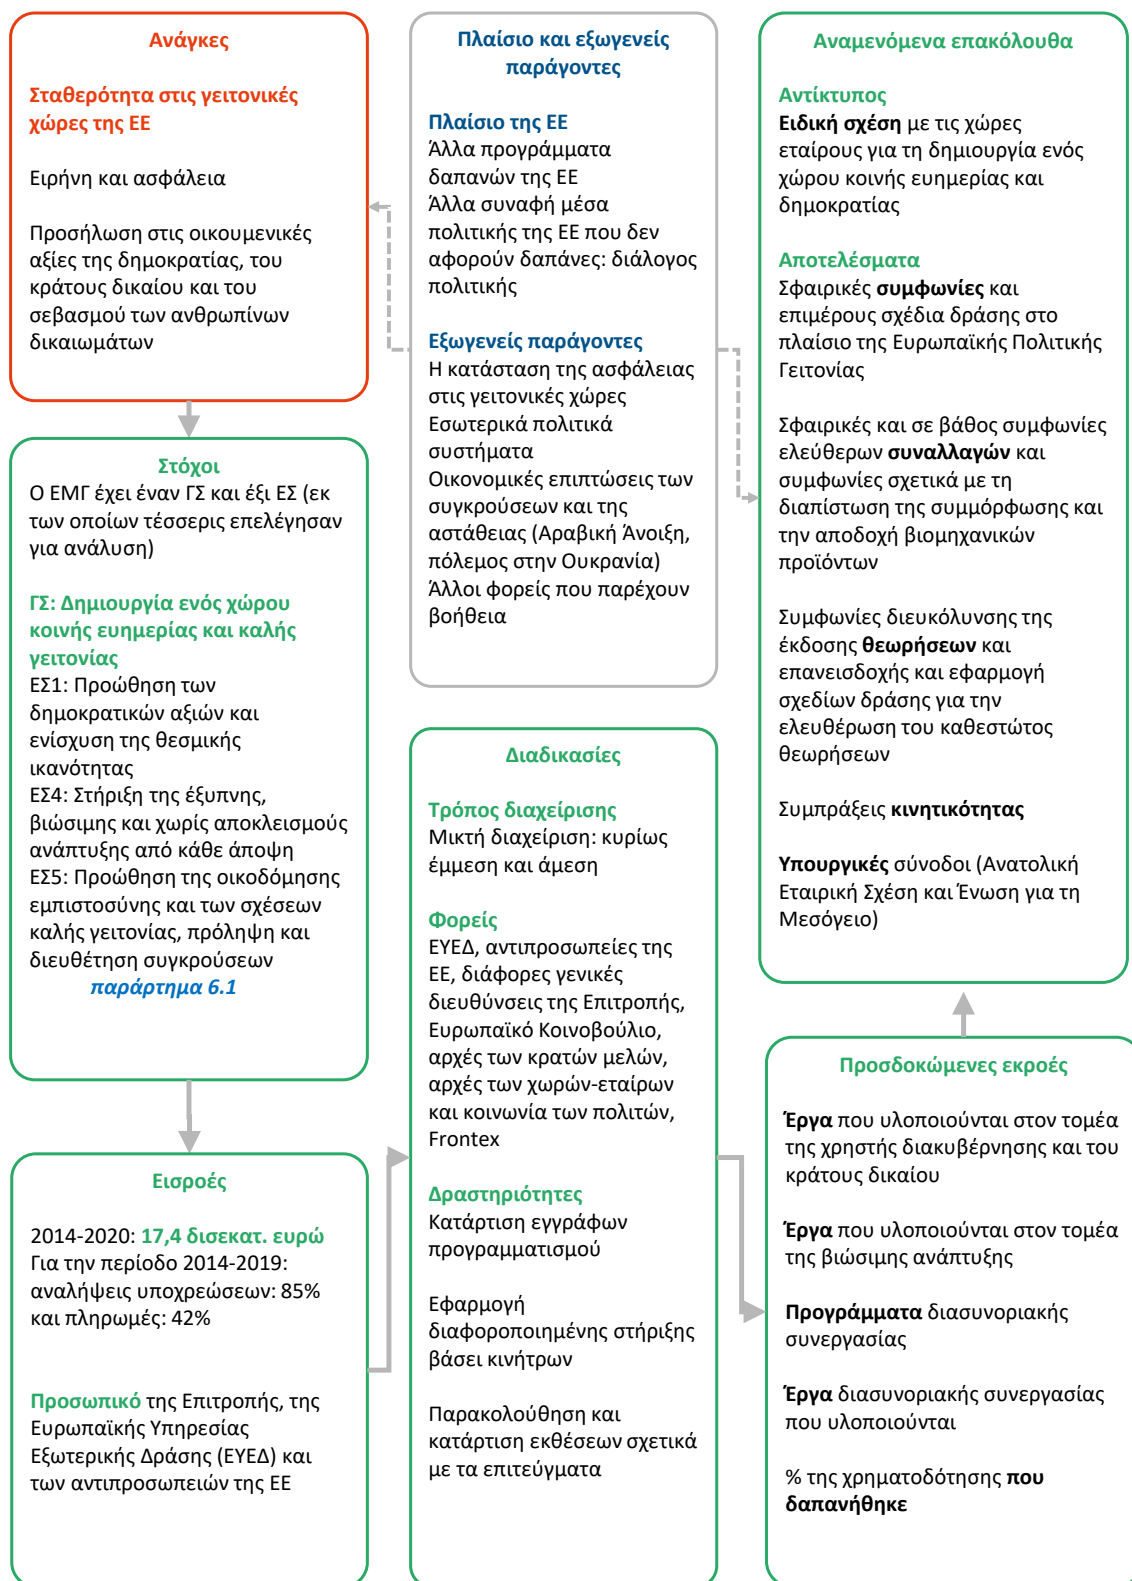 Ανάγκες
Σταθερότητα στις γειτονικές
χώρες της ΕΕ
Ειρήνη και ασφάλεια
Προσήλωση στις οικουμενικές
αξίες της δημοκρατίας, του
κράτους δικαίου και του
σεβασμού των ανθρωπίνων
δικαιωμάτων
Στόχοι
Ο ΕΜΓ έχει έναν ΓΣ και έξι ΕΣ (εκ
των οποίων τέσσερις επελέγησαν
για ανάλυση)
ΓΣ: Δημιουργία ενός χώρου
κοινής ευημερίας και καλής
γειτονίας
ΕΣ1: Προώθηση των
δημοκρατικών αξιών και
ενίσχυση της θεσμικής
ικανότητας
ΕΣ4: Στήριξη της έξυπνης,
βιώσιμης και χωρίς αποκλεισμούς
ανάπτυξης από κάθε άποψη
ΕΣ5: Προώθηση της οικοδόμησης
εμπιστοσύνης και των σχέσεων
καλής γειτονίας, πρόληψη και
διευθέτηση συγκρούσεων
παράρτημα 6.1
Εισροές
2014-2020: 17,4 δισεκατ. ευρώ
Για την περίοδο 2014-2019:
αναλήψεις υποχρεώσεων: 85%
και πληρωμές: 42%
Προσωπικό της Επιτροπής, της
Ευρωπαϊκής Υπηρεσίας
Εξωτερικής Δράσης (ΕΥΕΔ) και
των αντιπροσωπειών της ΕΕ
Πλαίσιο και εξωγενείς
παράγοντες
Πλαίσιο της ΕΕ
Άλλα προγράμματα
δαπανών της ΕΕ
Άλλα συναφή μέσα
πολιτικής της ΕΕ που δεν
αφορούν δαπάνες: διάλογος
πολιτικής
Εξωγενείς παράγοντες
Η κατάσταση της ασφάλειας
στις γειτονικές χώρες
Εσωτερικά πολιτικά
συστήματα
Οικονομικές επιπτώσεις των
συγκρούσεων και της
αστάθειας (Αραβική Άνοιξη,
πόλεμος στην Ουκρανία)
Άλλοι φορείς που παρέχουν
βοήθεια
Διαδικασίες
Τρόπος διαχείρισης
Μικτή διαχείριση: κυρίως
έμμεση και άμεση
Φορείς
ΕΥΕΔ, αντιπροσωπείες της
ΕΕ, διάφορες γενικές
διευθύνσεις της Επιτροπής,
Ευρωπαϊκό Κοινοβούλιο,
αρχές των κρατών μελών,
αρχές των χωρών-εταίρων
και κοινωνία των πολιτών,
Frontex
Δραστηριότητες
Κατάρτιση εγγράφων
προγραμματισμού
Εφαρμογή
διαφοροποιημένης στήριξης
βάσει κινήτρων
Παρακολούθηση και
κατάρτιση εκθέσεων σχετικά
με τα επιτεύγματα
Αναμενόμενα επακόλουθα
Αντίκτυπος
Ειδική σχέση με τις χώρες
εταίρους για τη δημιουργία ενός
χώρου κοινής ευημερίας και
δημοκρατίας
Αποτελέσματα
Σφαιρικές συμφωνίες και
επιμέρους σχέδια δράσης στο
πλαίσιο της Ευρωπαϊκής Πολιτικής
Γειτονίας
Σφαιρικές και σε βάθος συμφωνίες
ελεύθερων συναλλαγών και
συμφωνίες σχετικά με τη
διαπίστωση της συμμόρφωσης και
την αποδοχή βιομηχανικών
προϊόντων
Συμφωνίες διευκόλυνσης της
έκδοσης θεωρήσεων και
επανεισδοχής και εφαρμογή
σχεδίων δράσης για την
ελευθέρωση του καθεστώτος
θεωρήσεων
Συμπράξεις κινητικότητας
Υπουργικές σύνοδοι (Ανατολική
Εταιρική Σχέση και Ένωση για τη
Μεσόγειο)
Προσδοκώμενες εκροές
Έργα που υλοποιούνται στον τομέα
της χρηστής διακυβέρνησης και του
κράτους δικαίου
Έργα που υλοποιούνται στον τομέα
της βιώσιμης ανάπτυξης
Προγράμματα διασυνοριακής
συνεργασίας
Έργα διασυνοριακής συνεργασίας
που υλοποιούνται
% της χρηματοδότησης που
δαπανήθηκε